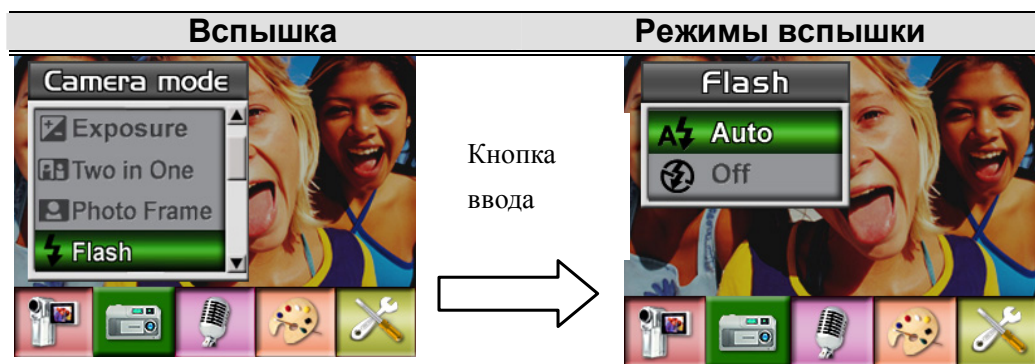 Вспышка
Режимы вспышки
Camera mode
Exposure
Two in One
Photo Frame
Flash
Кнопка
ввода
Flash
A Auto
Off